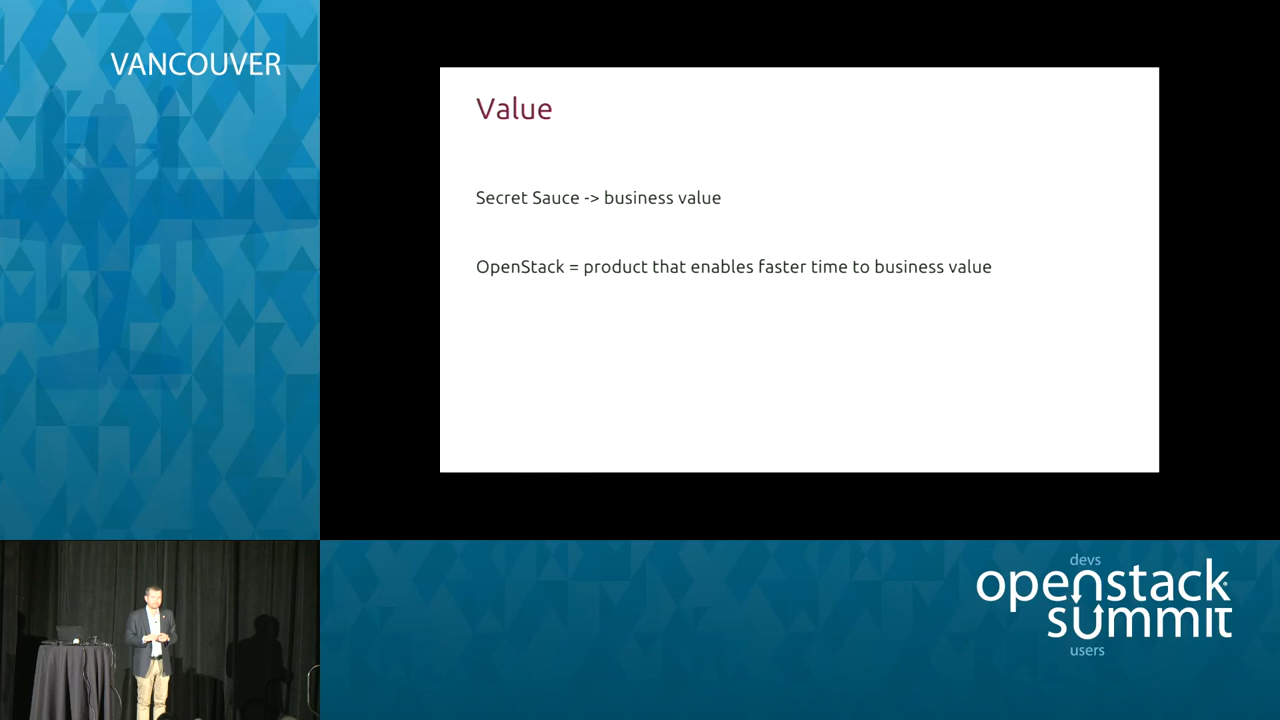 VANCOUVER
Value
Secret Sauce -> business value
OpenStack = product that enables faster time to business value
devs
openstack
summit
users